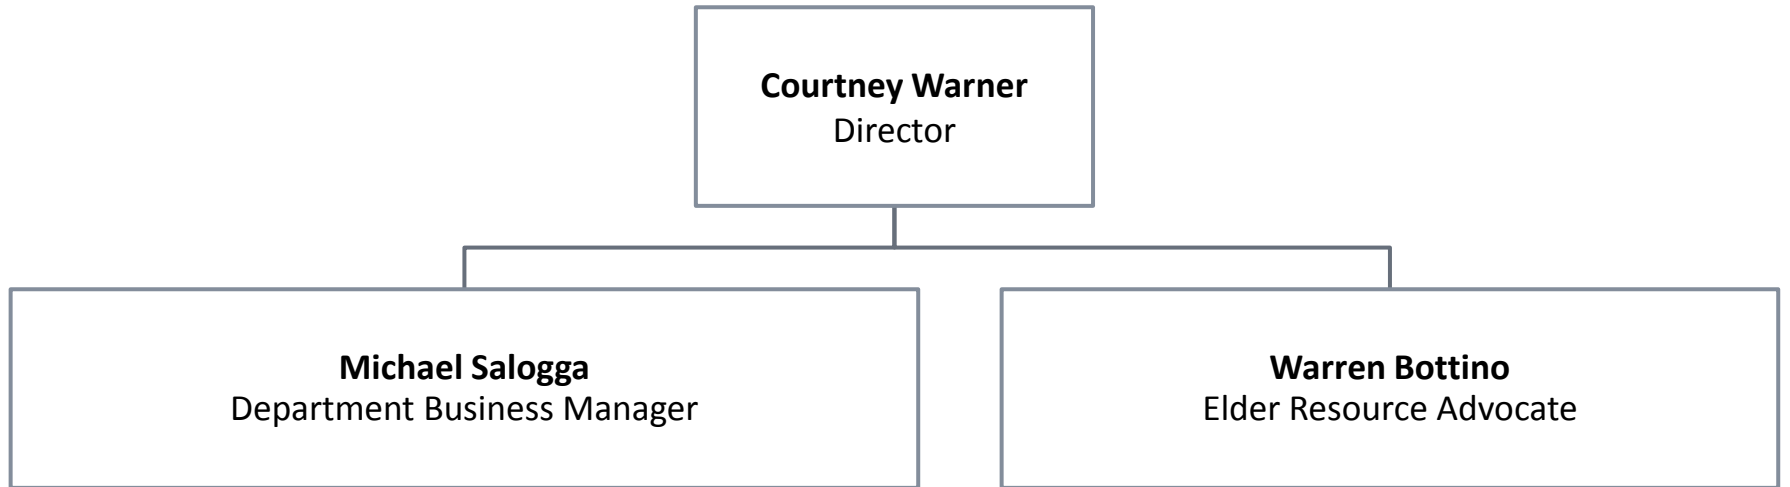 Courtney Warner
Director
Michael Salogga
Department Business Manager
Warren Bottino
Elder Resource Advocate